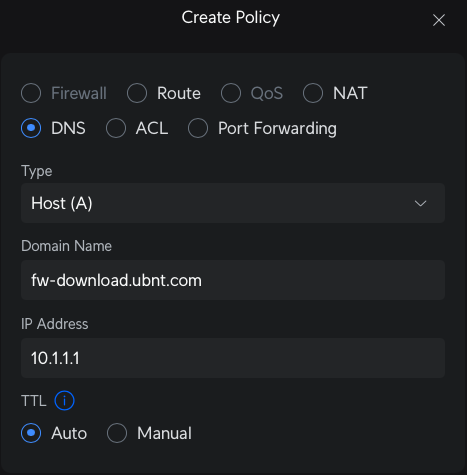 Create Policy
Firewall Route QoS NAT
DNS ACL Port Forwarding
Type
Host (A)
Domain Name
fw-download.ubnt.com
IP Address
10.1.1.1
TTL
Auto Manual